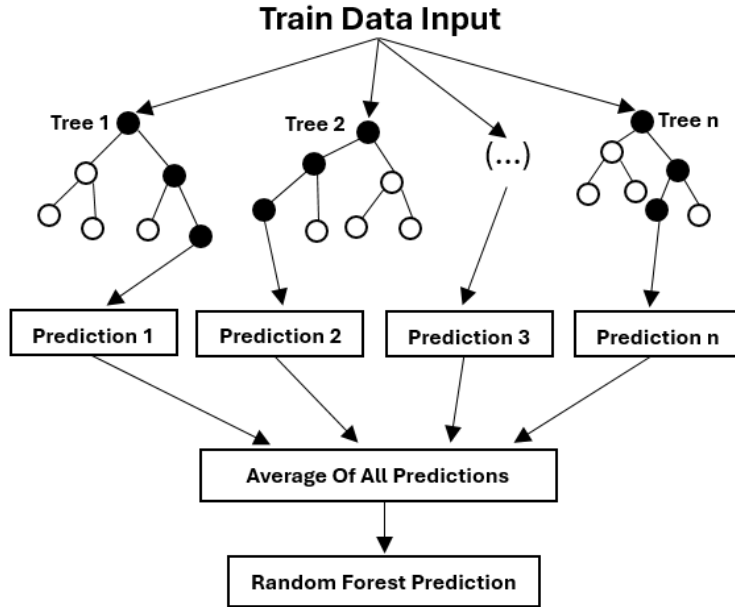 Train Data Input
Tree 1
Tree 2
(...)
Tree n
Prediction 1
Prediction 2
Prediction 3
Prediction n
Average Of All Predictions
Random Forest Prediction